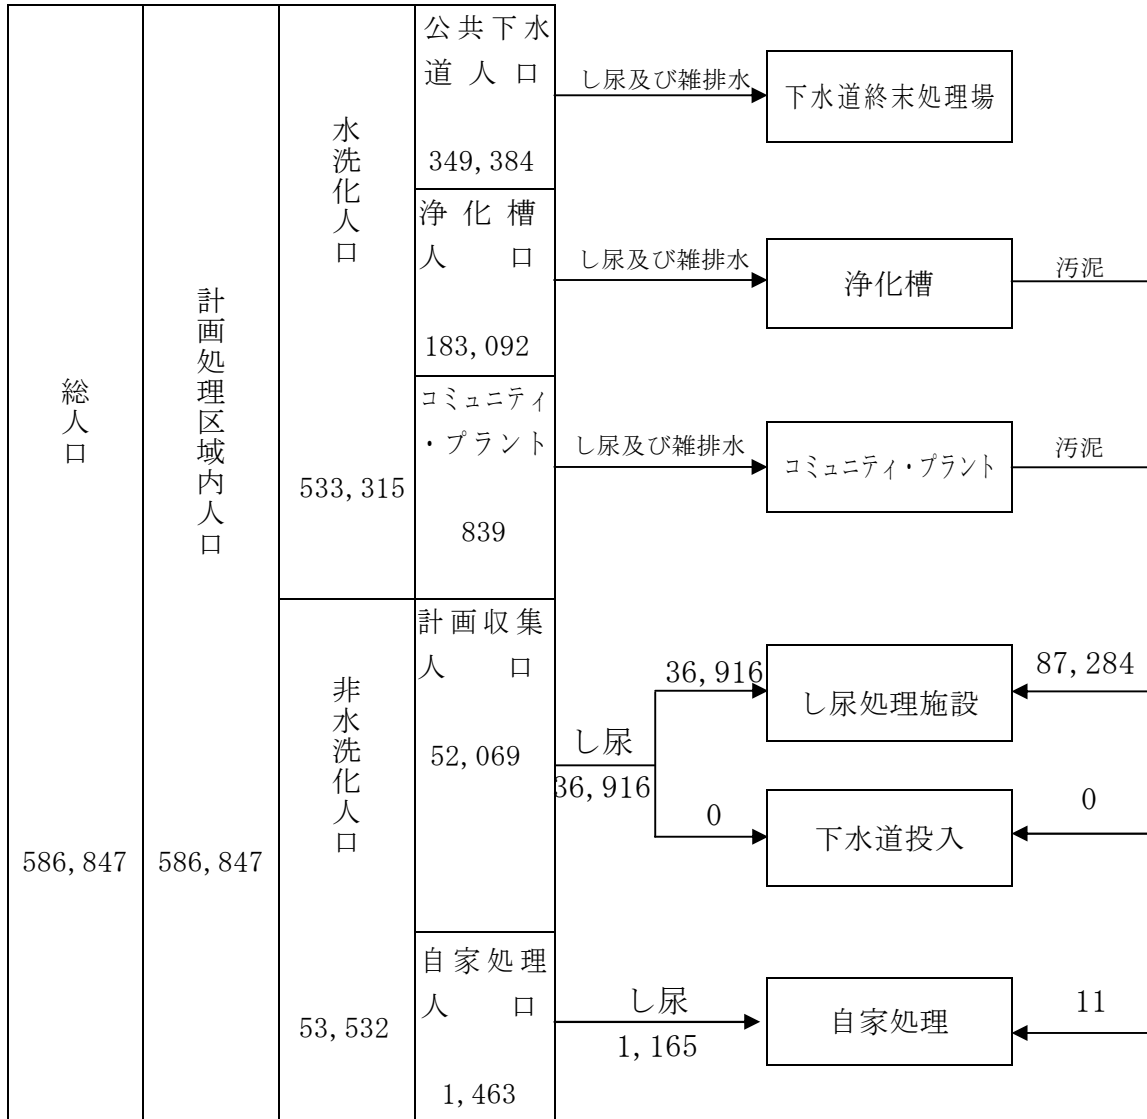 総人口
586,847
計画処理区域内人口
586,847
水洗化人口
533,315
非水洗化人口
53,532
公共下水
道人口
349,384
浄化槽
人口
183,092
コミュニティ
・プラント
839
計画収集
人口
52,069
自家処理
人口
1,463
し尿及び雑排水
下水道終末処理場
し尿及び雑排水
浄化槽
汚泥
し尿及び雑排水
コミュニティ・プラント
汚泥
し尿
36,916
36,916
し尿処理施設
87,284
0
下水道投入
0
し尿
1,165
自家処理
11